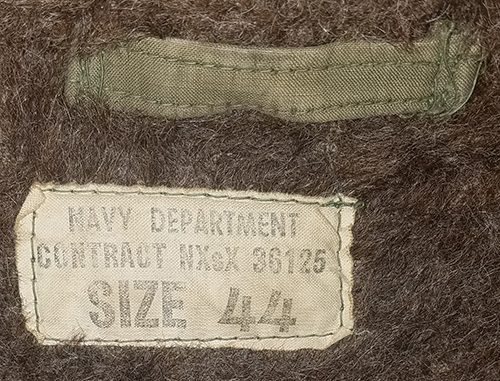 NAVY DEPARTMENT
CONTRACT NXsX 36125
SIZE 44